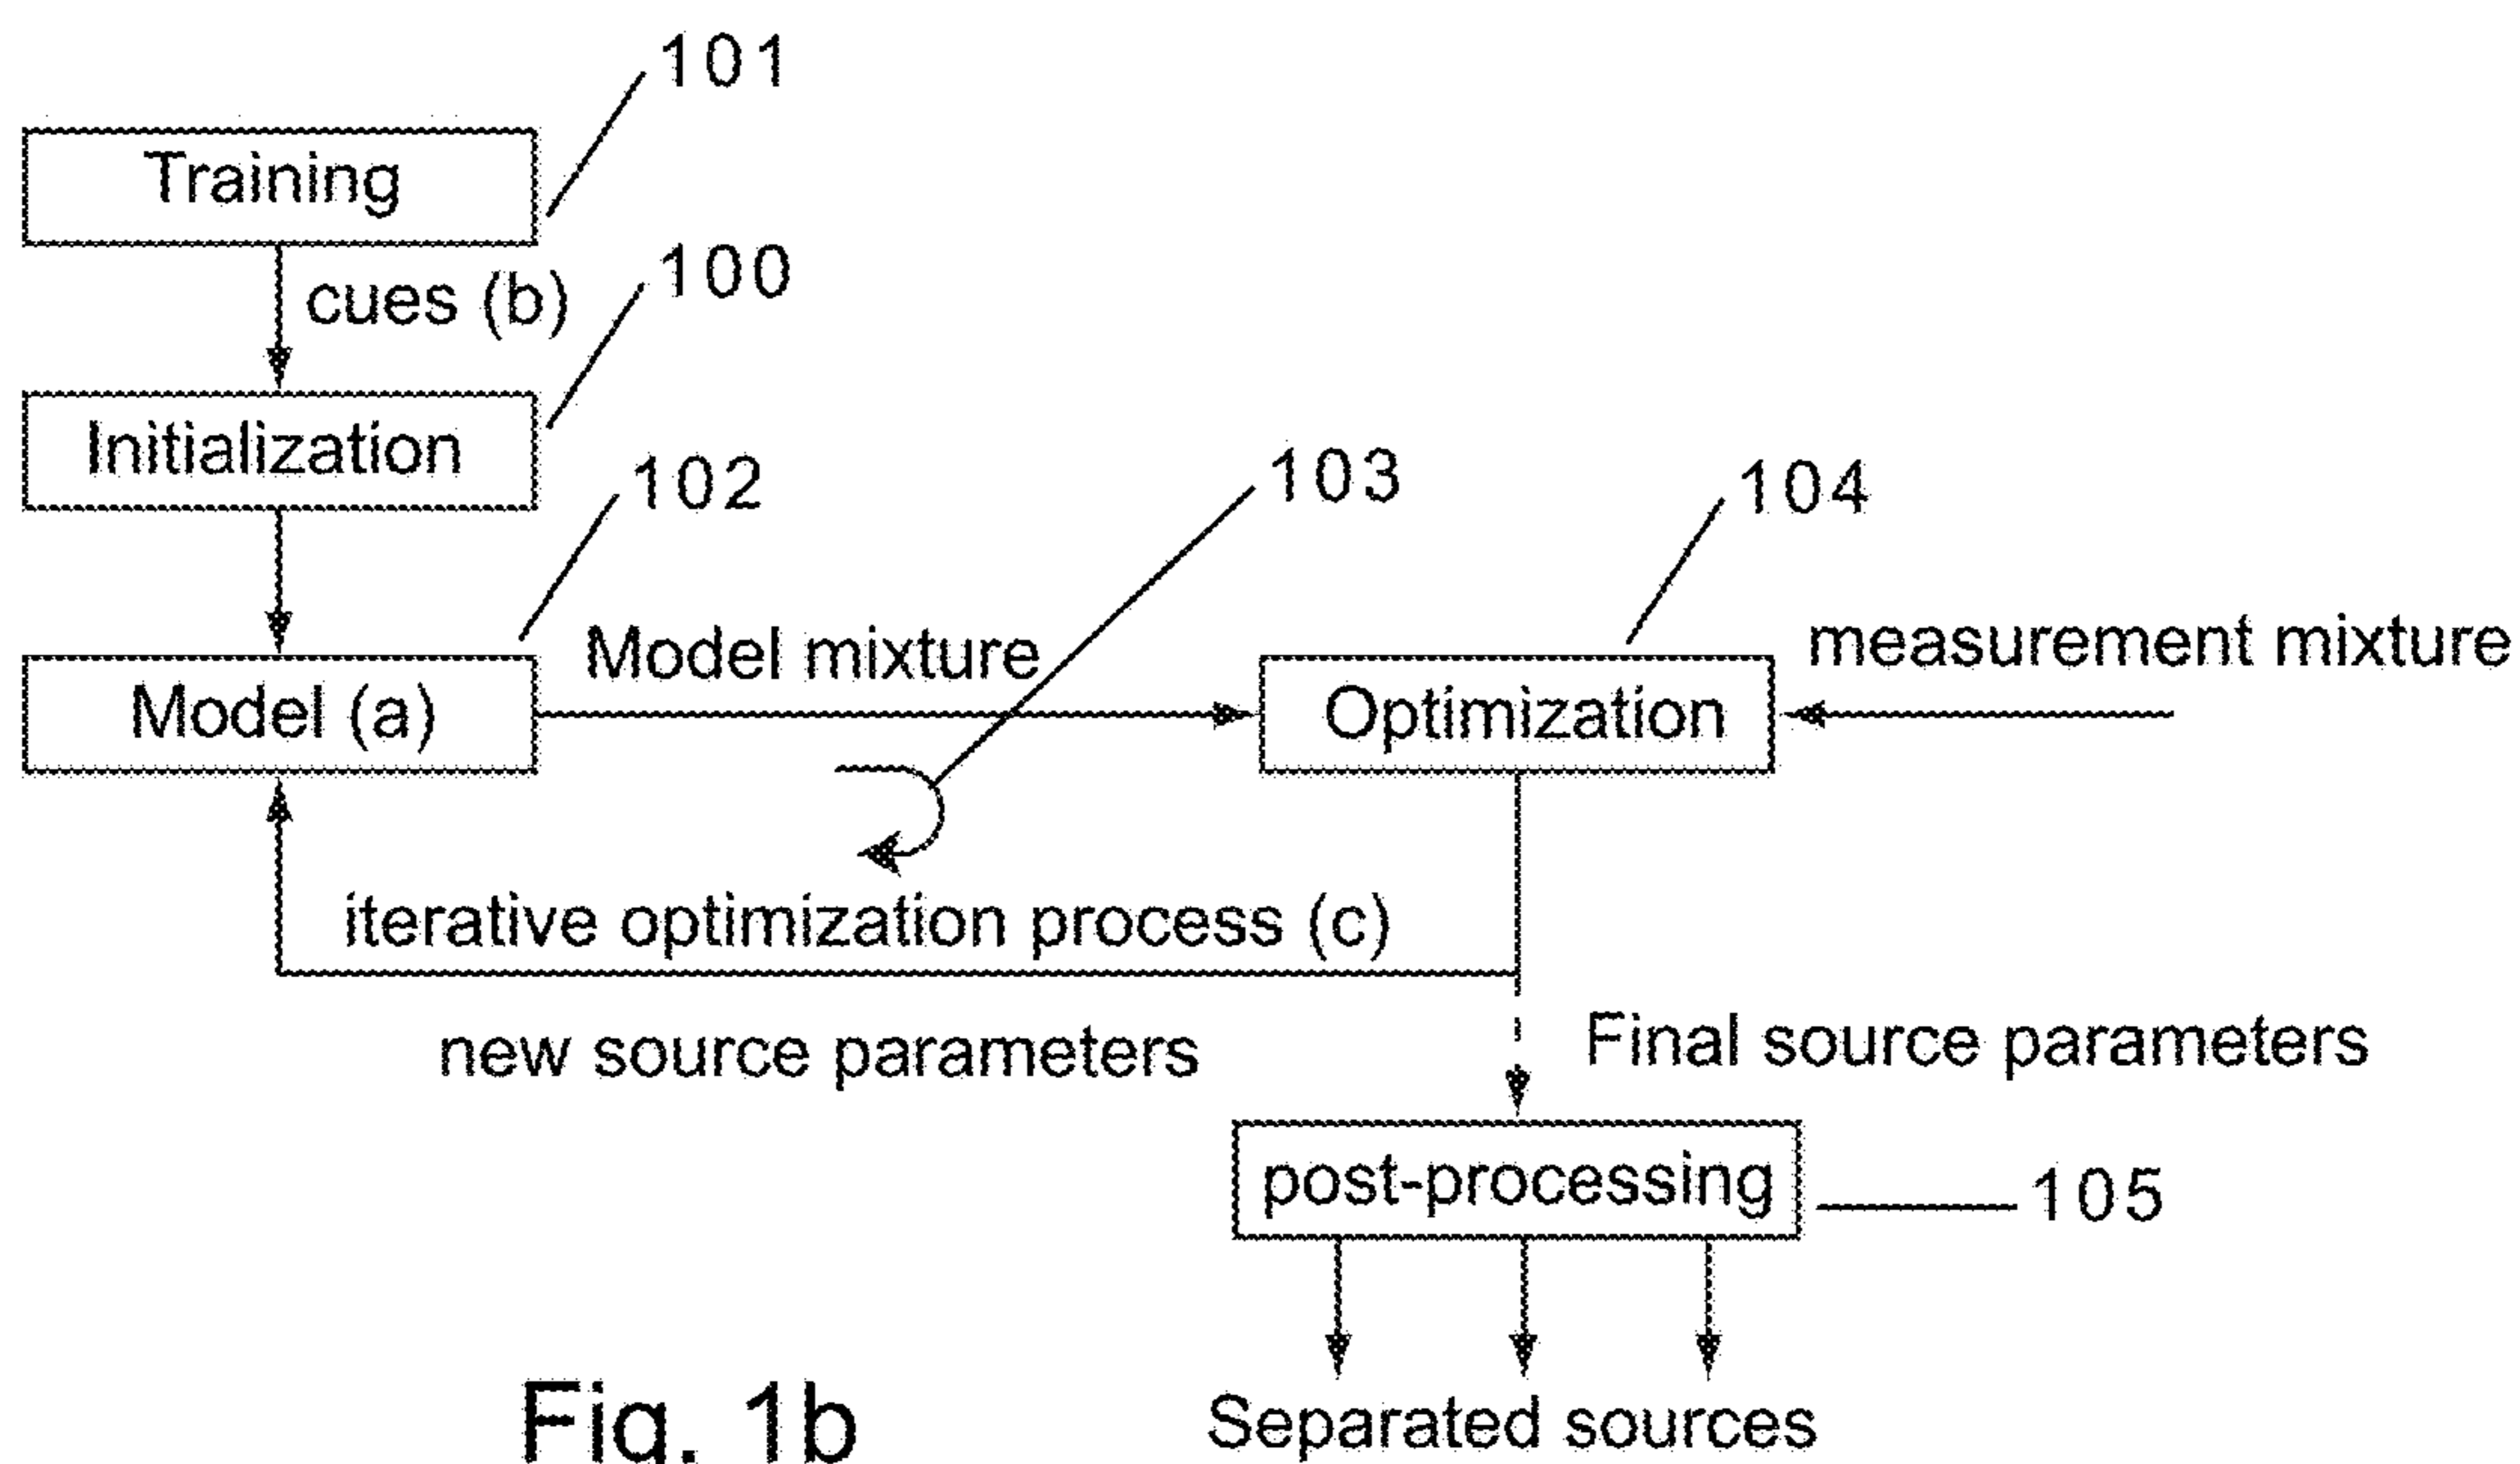 101
Training
cues (b)
100
Initialization
102
103
104
Model mixture
measurement mixture
Model (a)
Optimization
iterative optimization process (c)
new source parameters
Final source parameters
post-processing
105
Separated sources
Fig. 1b